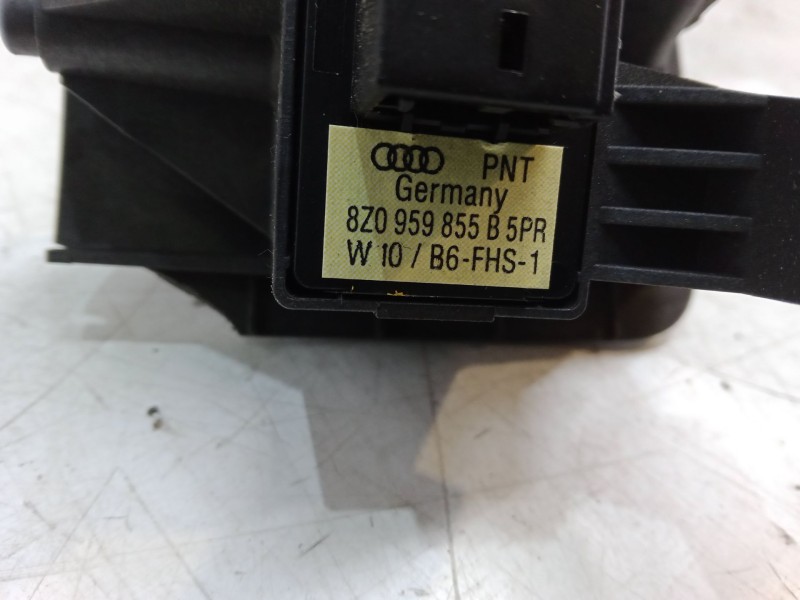 PNT
Germany
8Z0 959 855 B 5PR
W 10 / B6-FHS-1